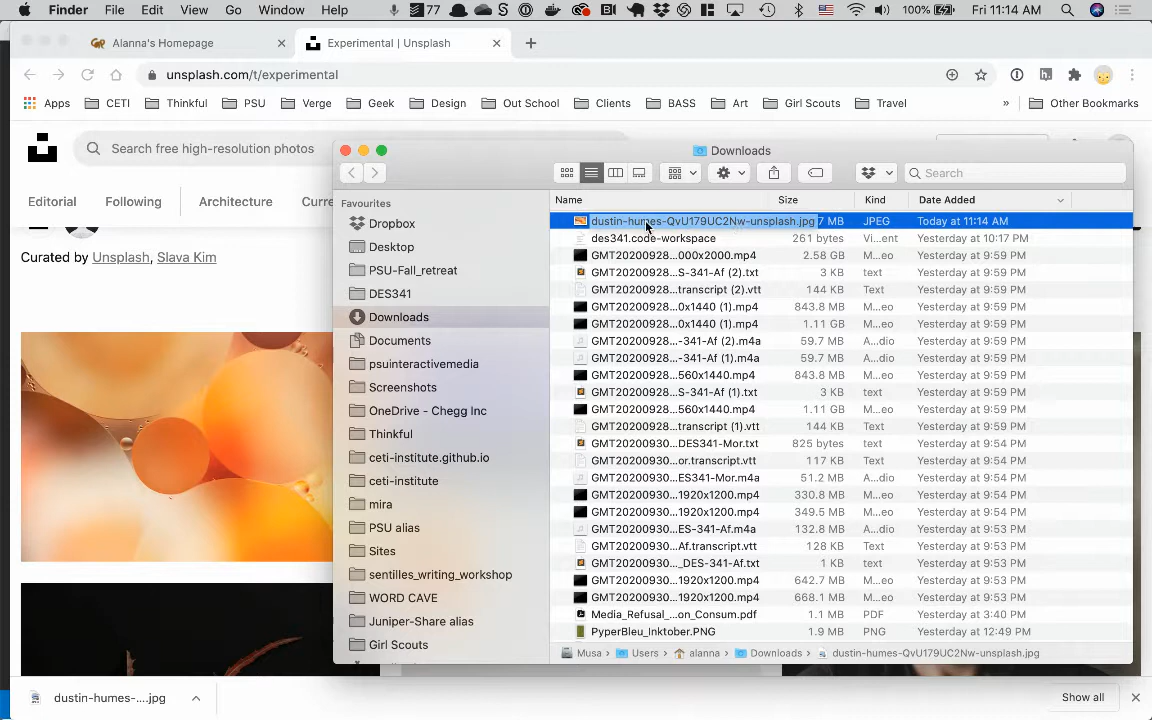 Finder File Edit View Go Window Help 77 100% Fri 11:14 AM
Alanna's Homepage Experimental | Unsplash
unsplash.com/t/experimental
Apps CETI Thinkful PSU Verge Geek Design Out School Clients BASS Art Girl Scouts Travel » Other Bookmarks
Search free high-resolution photos
Editorial Following Architecture Curre
Curated by Unsplash, Slava Kim
Downloads
Search
Favourites
Dropbox
Desktop
PSU-Fall_retreat
DES341
Downloads
Documents
psuinteractivemedia
Screenshots
OneDrive - Chegg Inc
Thinkful
ceti-institute.github.io
ceti-institute
mira
PSU alias
Sites
sentilles_writing_workshop
WORD CAVE
Juniper-Share alias
Girl Scouts
Name Size Kind Date Added
dustin-humes-QvU179UC2Nw-unsplash.jpg 7 MB JPEG Today at 11:14 AM
des341.code-workspace 261 bytes Vi...ent Yesterday at 10:17 PM
GMT20200928...000x2000.mp4 2.58 GB M...eo Yesterday at 9:59 PM
GMT20200928...S-341-Af (2).txt 3 KB text Yesterday at 9:59 PM
GMT20200928...transcript (2).vtt 144 KB Text Yesterday at 9:59 PM
GMT20200928...0x1440 (1).mp4 843.8 MB M...eo Yesterday at 9:59 PM
GMT20200928...0x1440 (1).mp4 1.11 GB M...eo Yesterday at 9:59 PM
GMT20200928...-341-Af (2).m4a 59.7 MB A...dio Yesterday at 9:59 PM
GMT20200928...-341-Af (1).m4a 59.7 MB A...dio Yesterday at 9:59 PM
GMT20200928...560x1440.mp4 843.8 MB M...eo Yesterday at 9:59 PM
GMT20200928...S-341-Af (1).txt 3 KB text Yesterday at 9:59 PM
GMT20200928...560x1440.mp4 1.11 GB M...eo Yesterday at 9:59 PM
GMT20200928...transcript (1).vtt 144 KB Text Yesterday at 9:59 PM
GMT20200930...DES341-Mor.txt 825 bytes text Yesterday at 9:54 PM
GMT20200930...or.transcript.vtt 117 KB Text Yesterday at 9:54 PM
GMT20200930...ES341-Mor.m4a 51.2 MB A...dio Yesterday at 9:54 PM
GMT20200930...1920x1200.mp4 330.8 MB M...eo Yesterday at 9:54 PM
GMT20200930...1920x1200.mp4 349.5 MB M...eo Yesterday at 9:54 PM
GMT20200930...ES-341-Af.m4a 132.8 MB A...dio Yesterday at 9:53 PM
GMT20200930...Af.transcript.vtt 128 KB Text Yesterday at 9:53 PM
GMT20200930..._DES-341-Af.txt 1 KB text Yesterday at 9:53 PM
GMT20200930...1920x1200.mp4 642.7 MB M...eo Yesterday at 9:53 PM
GMT20200930...1920x1200.mp4 668.1 MB M...eo Yesterday at 9:53 PM
Media_Refusal_...on_Consum.pdf 1.1 MB PDF Yesterday at 3:40 PM
PyperBleu_Inktober.PNG 1.9 MB PNG Yesterday at 12:49 PM
Musa Users alanna Downloads dustin-humes-QvU179UC2Nw-unsplash.jpg
dustin-humes-....jpg Show all